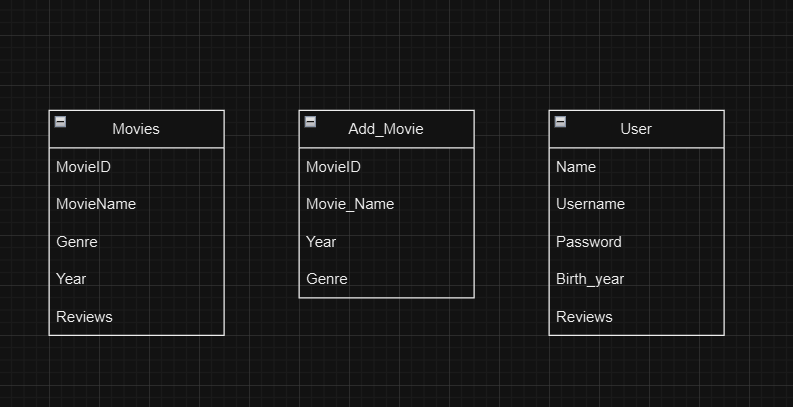 Movies
MovieID
MovieName
Genre
Year
Reviews
Add_Movie
MovieID
Movie_Name
Year
Genre
User
Name
Username
Password
Birth_year
Reviews